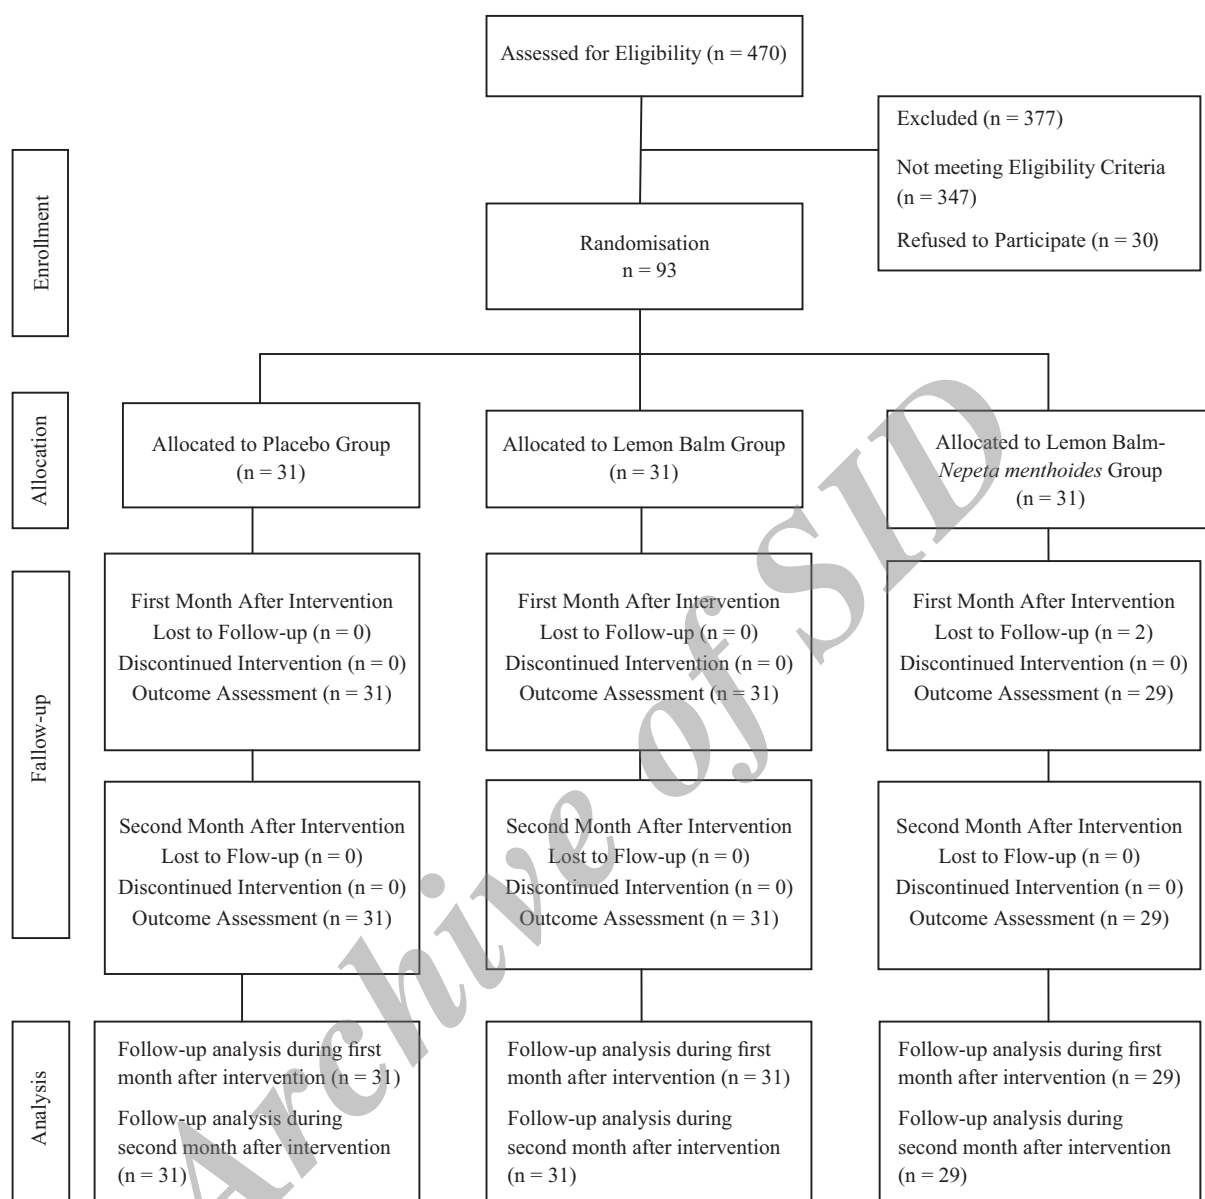 Assessed for Eligibility (n = 470)
Excluded (n = 377)
Not meeting Eligibility Criteria
(n = 347)
Refused to Participate (n = 30)
Enrollment
Randomisation
n = 93
Allocation
Allocated to Placebo Group
(n = 31)
Allocated to Lemon Balm Group
(n = 31)
Allocated to Lemon Balm-
Nepeta menthoides Group
(n = 31)
Fallow-up
First Month After Intervention
Lost to Follow-up (n = 0)
Discontinued Intervention (n = 0)
Outcome Assessment (n = 31)
First Month After Intervention
Lost to Follow-up (n = 0)
Discontinued Intervention (n = 0)
Outcome Assessment (n = 31)
First Month After Intervention
Lost to Follow-up (n = 2)
Discontinued Intervention (n = 0)
Outcome Assessment (n = 29)
Second Month After Intervention
Lost to Flow-up (n = 0)
Discontinued Intervention (n = 0)
Outcome Assessment (n = 31)
Second Month After Intervention
Lost to Flow-up (n = 0)
Discontinued Intervention (n = 0)
Outcome Assessment (n = 31)
Second Month After Intervention
Lost to Flow-up (n = 0)
Discontinued Intervention (n = 0)
Outcome Assessment (n = 29)
Analysis
Follow-up analysis during first
month after intervention (n = 31)
Follow-up analysis during
second month after intervention
(n = 31)
Follow-up analysis during first
month after intervention (n = 31)
Follow-up analysis during
second month after intervention
(n = 31)
Follow-up analysis during first
month after intervention (n = 29)
Follow-up analysis during
second month after intervention
(n = 29)
Archive of SID